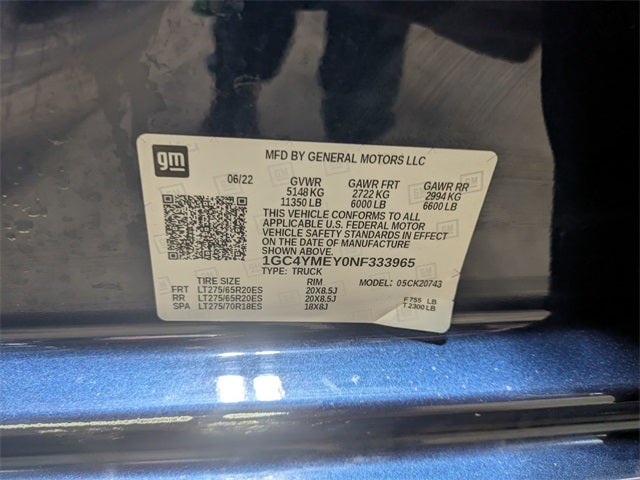 gm
MFD BY GENERAL MOTORS LLC
06/22 GVWR GAWR FRT GAWR RR
5148 KG 2722 KG 2994 KG
11350 LB 6000 LB 6600 LB
THIS VEHICLE CONFORMS TO ALL
APPLICABLE U.S. FEDERAL MOTOR
VEHICLE SAFETY STANDARDS IN EFFECT
ON THE DATE OF MANUFACTURE
SHOWN ABOVE.
1GC4YMEY0NF333965
TYPE: TRUCK MODEL: 05CK20743
TIRE SIZE RIM
FRT LT275/65R20ES 20X8.5J
RR LT275/65R20ES 20X8.5J F755 LB
SPA LT275/70R18ES 18X8J T2300 LB